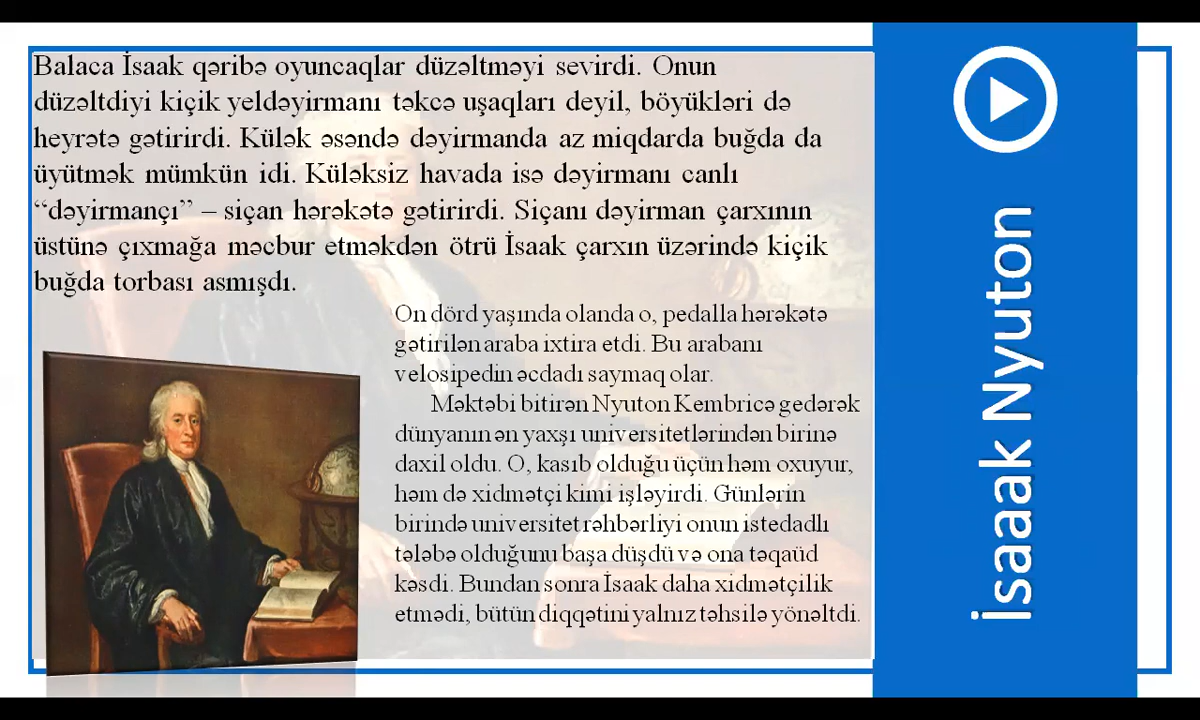 Balaca İsaak qəribə oyuncaqlar düzəltməyi sevirdi. Onun
düzəltdiyi kiçik yeldəyirmanı təkcə uşaqları deyil, böyükləri də
heyrətə gətirirdi. Külək əsəndə dəyirmanda az miqdarda buğda da
üyütmək mümkün idi. Küləksiz havada isə dəyirmanı canlı
“dəyirmançı” – siçan hərəkətə gətirirdi. Siçanı dəyirman çarxının
üstünə çıxmağa məcbur etməkdən ötrü İsaak çarxın üzərində kiçik
buğda torbası asmışdı.
On dörd yaşında olanda o, pedalla hərəkətə
gətirilən araba ixtira etdi. Bu arabanı
velosipedin əcdadı saymaq olar.
Məktəbi bitirən Nyuton Kembricə gedərək
dünyanın ən yaxşı universitetlərindən birinə
daxil oldu. O, kasıb olduğu üçün həm oxuyur,
həm də xidmətçi kimi işləyirdi. Günlərin
birində universitet rəhbərliyi onun istedadlı
tələbə olduğunu başa düşdü və ona təqaüd
kəsdi. Bundan sonra İsaak daha xidmətçilik
etmədi, bütün diqqətini yalnız təhsilə yönəltdi.
İsaak Nyuton